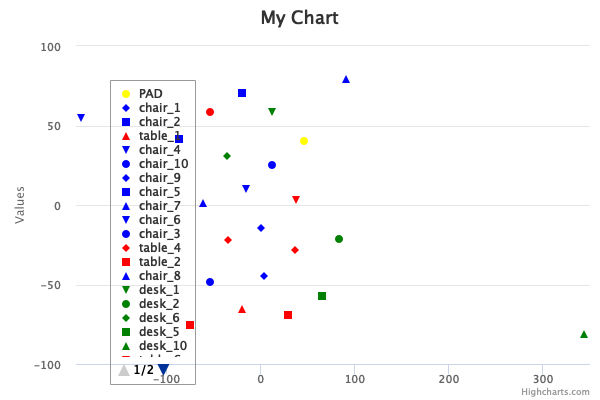 My Chart
Values
100
50
0
-50
-100
PAD
chair_1
chair_2
table_1
chair_4
chair_10
chair_9
chair_5
chair_7
chair_6
chair_3
table_4
table_2
chair_8
desk_1
desk_2
desk_6
desk_5
desk_10
1/2
-100 0 100 200 300
Highcharts.com